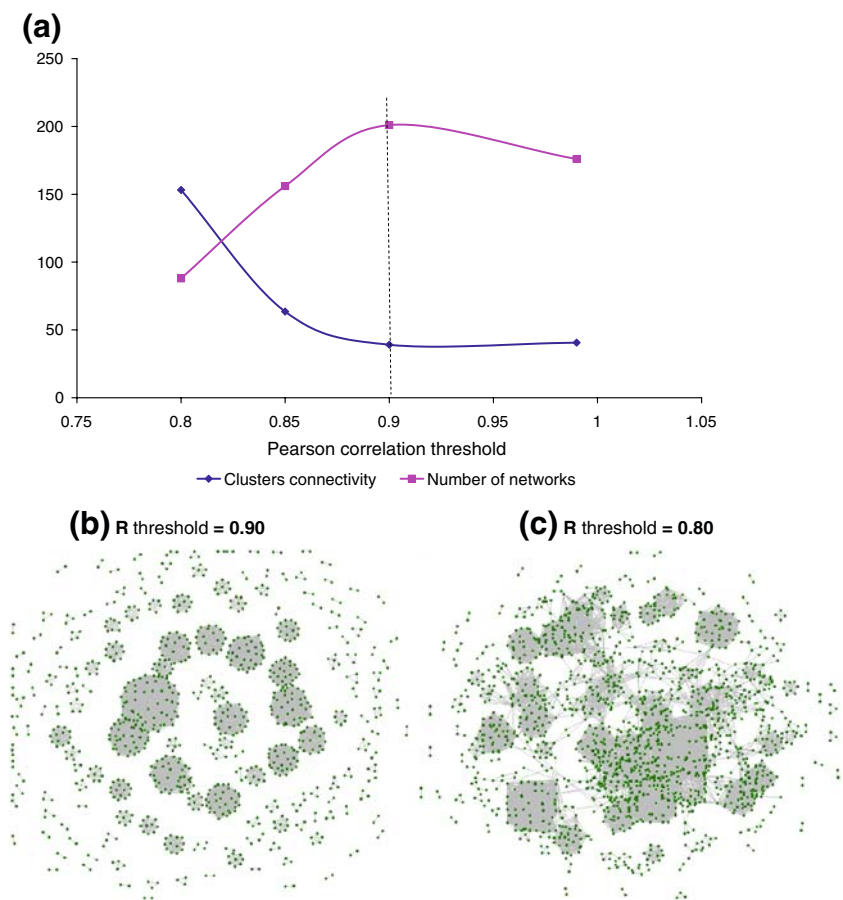 (a)
250
200
150
100
50
0
0.75 0.8 0.85 0.9 0.95 1 1.05
Pearson correlation threshold
Clusters connectivity Number of networks
(b) R threshold = 0.90
(c) R threshold = 0.80